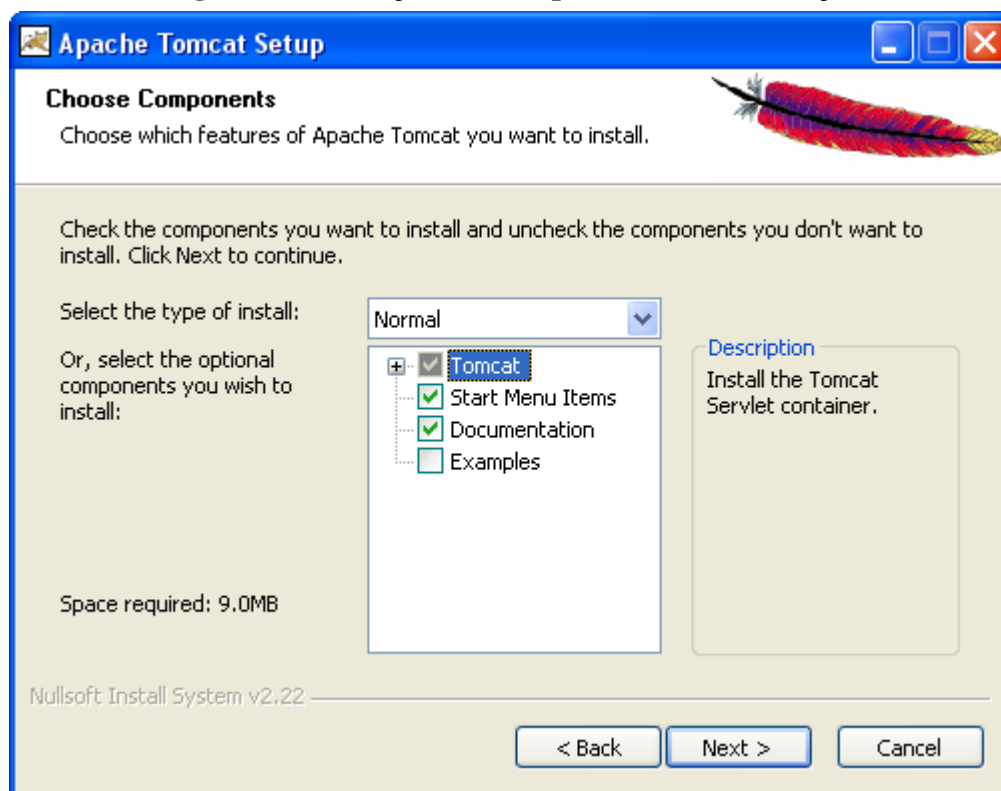 Apache Tomcat Setup
Choose Components
Choose which features of Apache Tomcat you want to install.
Check the components you want to install and uncheck the components you don't want to
install. Click Next to continue.
Select the type of install:
Normal
Or, select the optional
components you wish to
install:
Tomcat
Start Menu Items
Documentation
Examples
Description
Install the Tomcat
Servlet container.
Space required: 9.0MB
Nullsoft Install System v2.22
< Back
Next >
Cancel